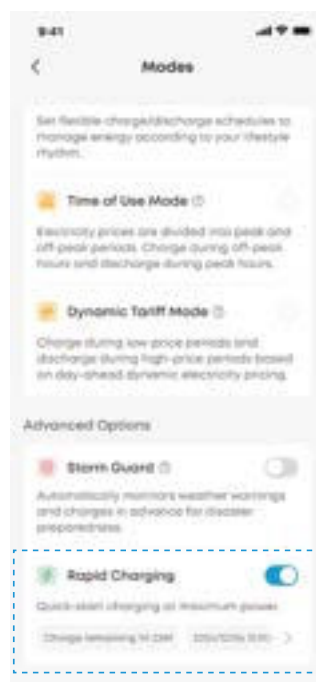 9:41
Modes
Set flexible charge/discharge schedules to
manage energy according to your lifestyle
rhythm.
Time of Use Mode
Electricity prices are divided into peak and
off-peak periods. Charge during off-peak
hours and discharge during peak hours.
Dynamic Tariff Mode
Charge during low-price periods and
discharge during high-price periods based
on day-ahead dynamic electricity pricing.
Advanced Options
Storm Guard
Automatically monitors weather warnings
and charges in advance for disaster
preparedness.
Rapid Charging
Quick-start charging at maximum power.
Charge remaining